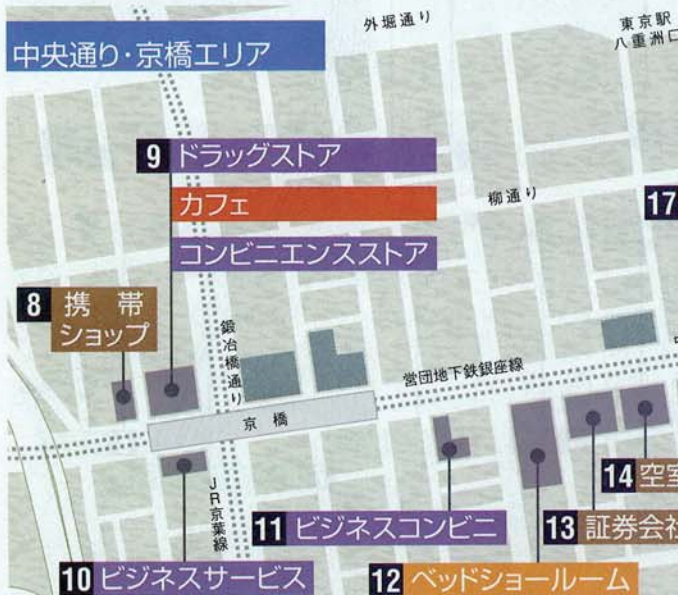 外堀通り
東京駅
八重洲口
中央通り・京橋エリア
9 ドラッグストア
カフェ
コンビニエンスストア
柳通り
17
8 携帯
ショップ
鍛冶橋通り
営団地下鉄銀座線
京橋
JR京葉線
14 空室
11 ビジネスコンビニ
13 証券会社
10 ビジネスサービス
12 ベッドショールーム